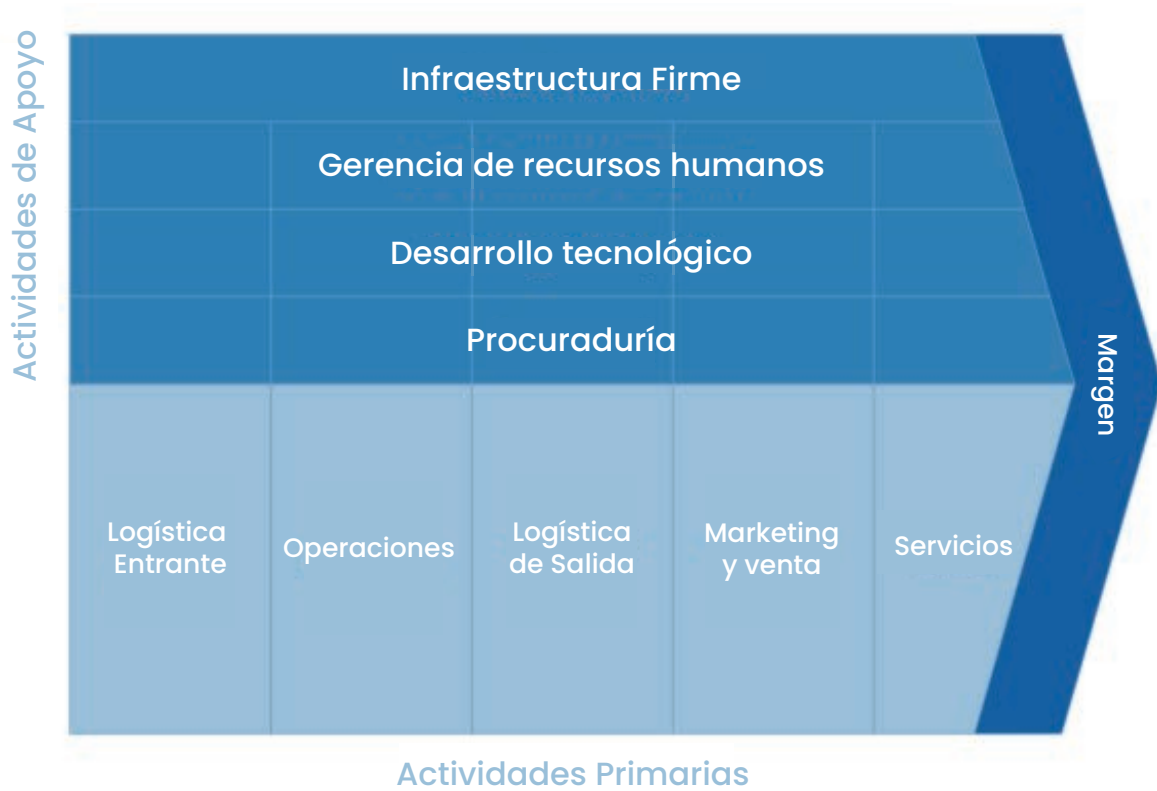 Actividades de Apoyo
Infraestructura Firme
Gerencia de recursos humanos
Desarrollo tecnológico
Procuraduría
Margen
Logística
Entrante
Operaciones
Logística
de Salida
Marketing
y venta
Servicios
Actividades Primarias